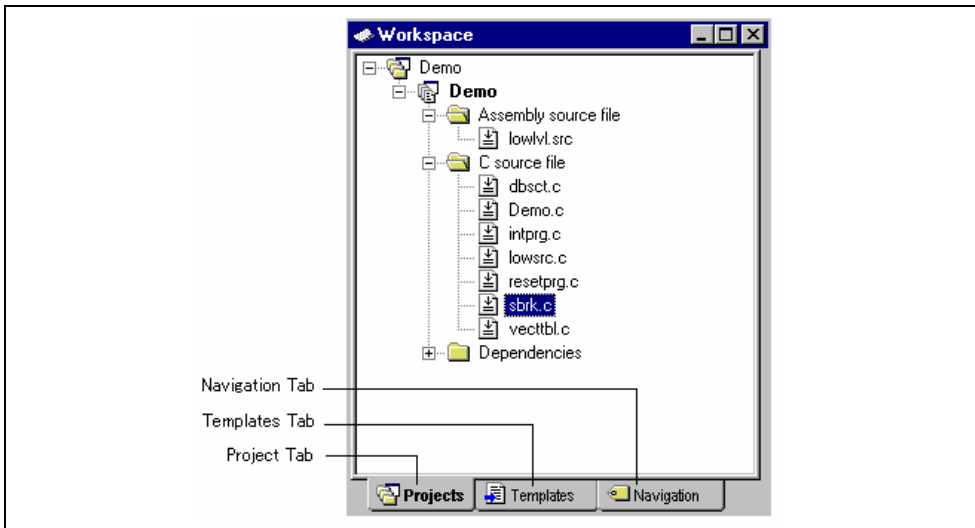 Workspace
Demo
Demo
Assembly source file
lowlvl.src
C source file
dbsct.c
Demo.c
intprg.c
lowsrc.c
resetprg.c
sbrk.c
vecttbl.c
Dependencies
Navigation Tab
Templates Tab
Project Tab
Projects
Templates
Navigation